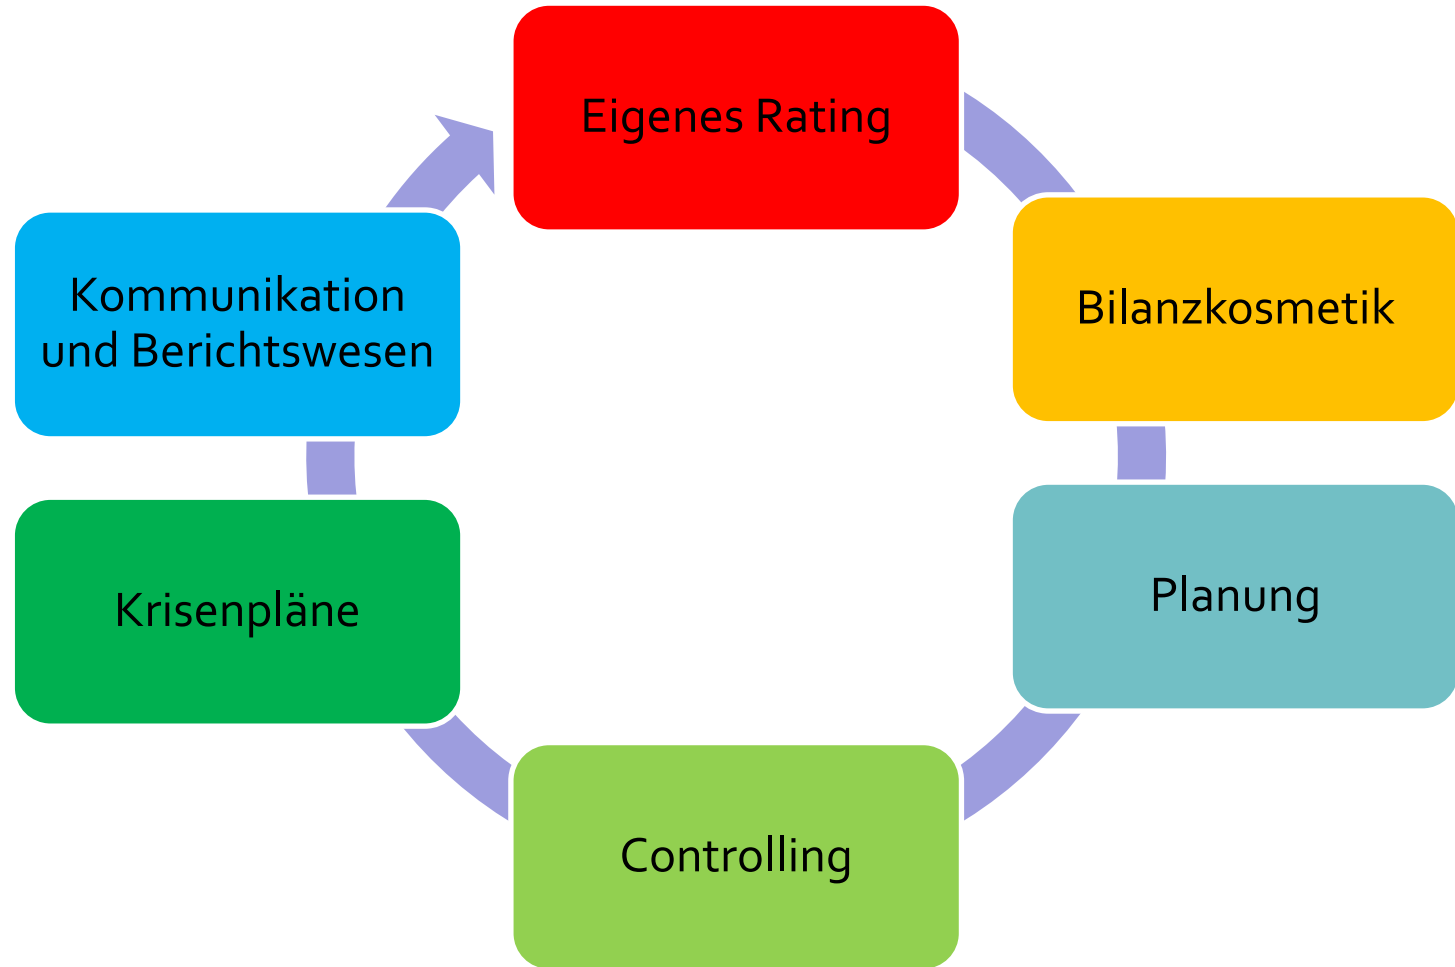 Eigenes Rating
Bilanzkosmetik
Planung
Controlling
Krisenpläne
Kommunikation
und Berichtswesen